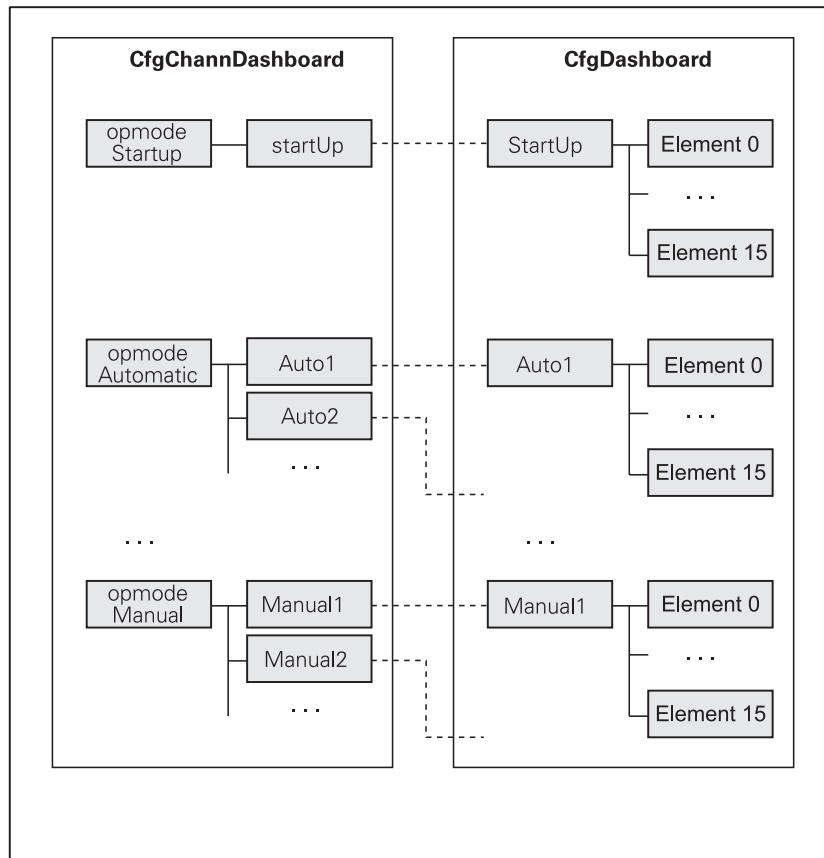 CfgChannDashboard
CfgDashboard
opmode
Startup
startUp
StartUp
Element 0
. . .
Element 15
opmode
Automatic
Auto1
Auto2
. . .
Auto1
Element 0
. . .
Element 15
. . .
. . .
opmode
Manual
Manual1
Manual2
. . .
Manual1
Element 0
. . .
Element 15